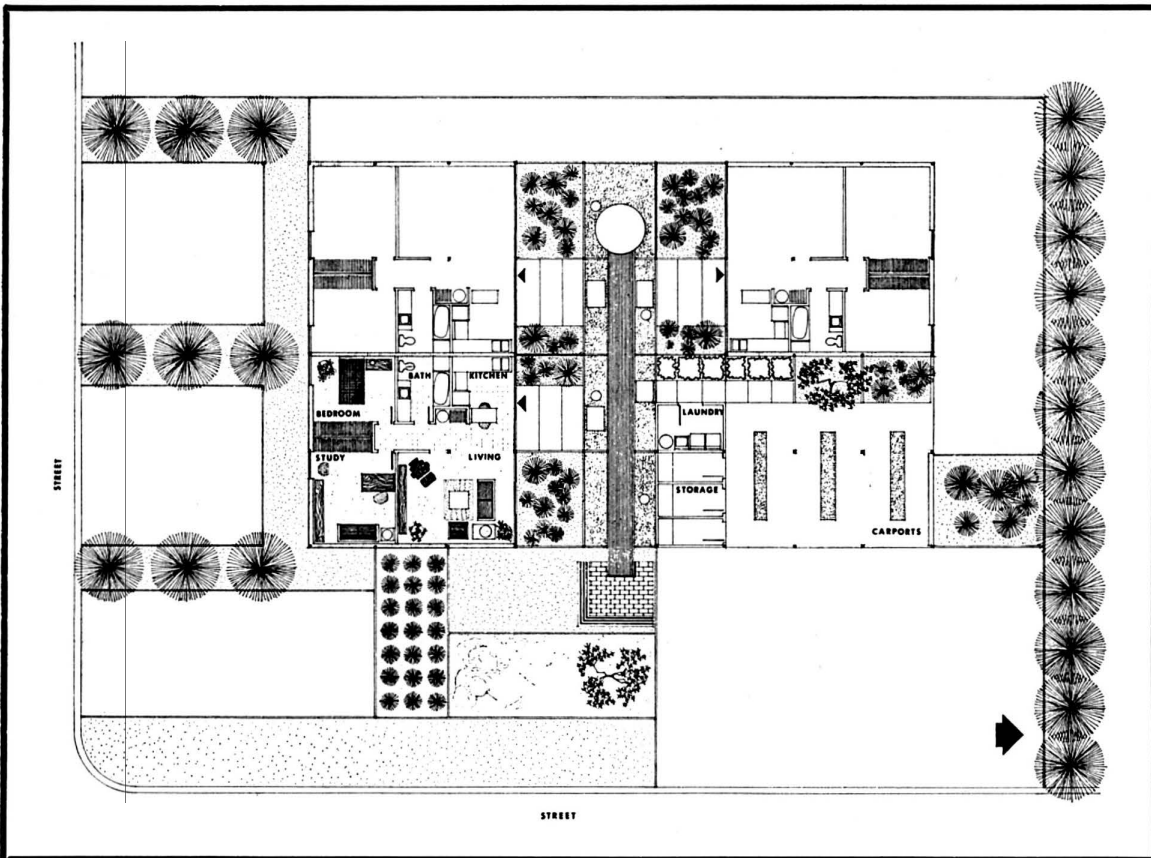 BATH
KITCHEN
BEDROOM
LAUNDRY
STUDY
LIVING
STREET
STORAGE
CARPORTS
STREET